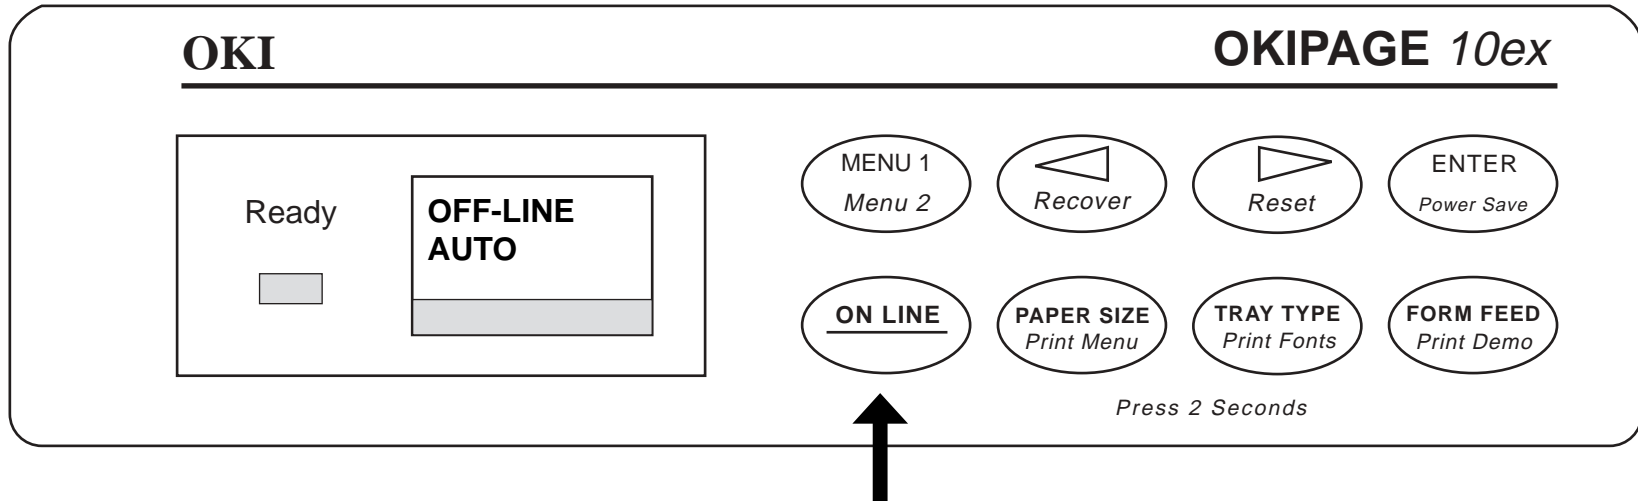 OKI
OKIPAGE 10ex
Ready
OFF-LINE
AUTO
MENU 1
Menu 2
Recover
Reset
ENTER
Power Save
ON LINE
PAPER SIZE
Print Menu
TRAY TYPE
Print Fonts
FORM FEED
Print Demo
Press 2 Seconds